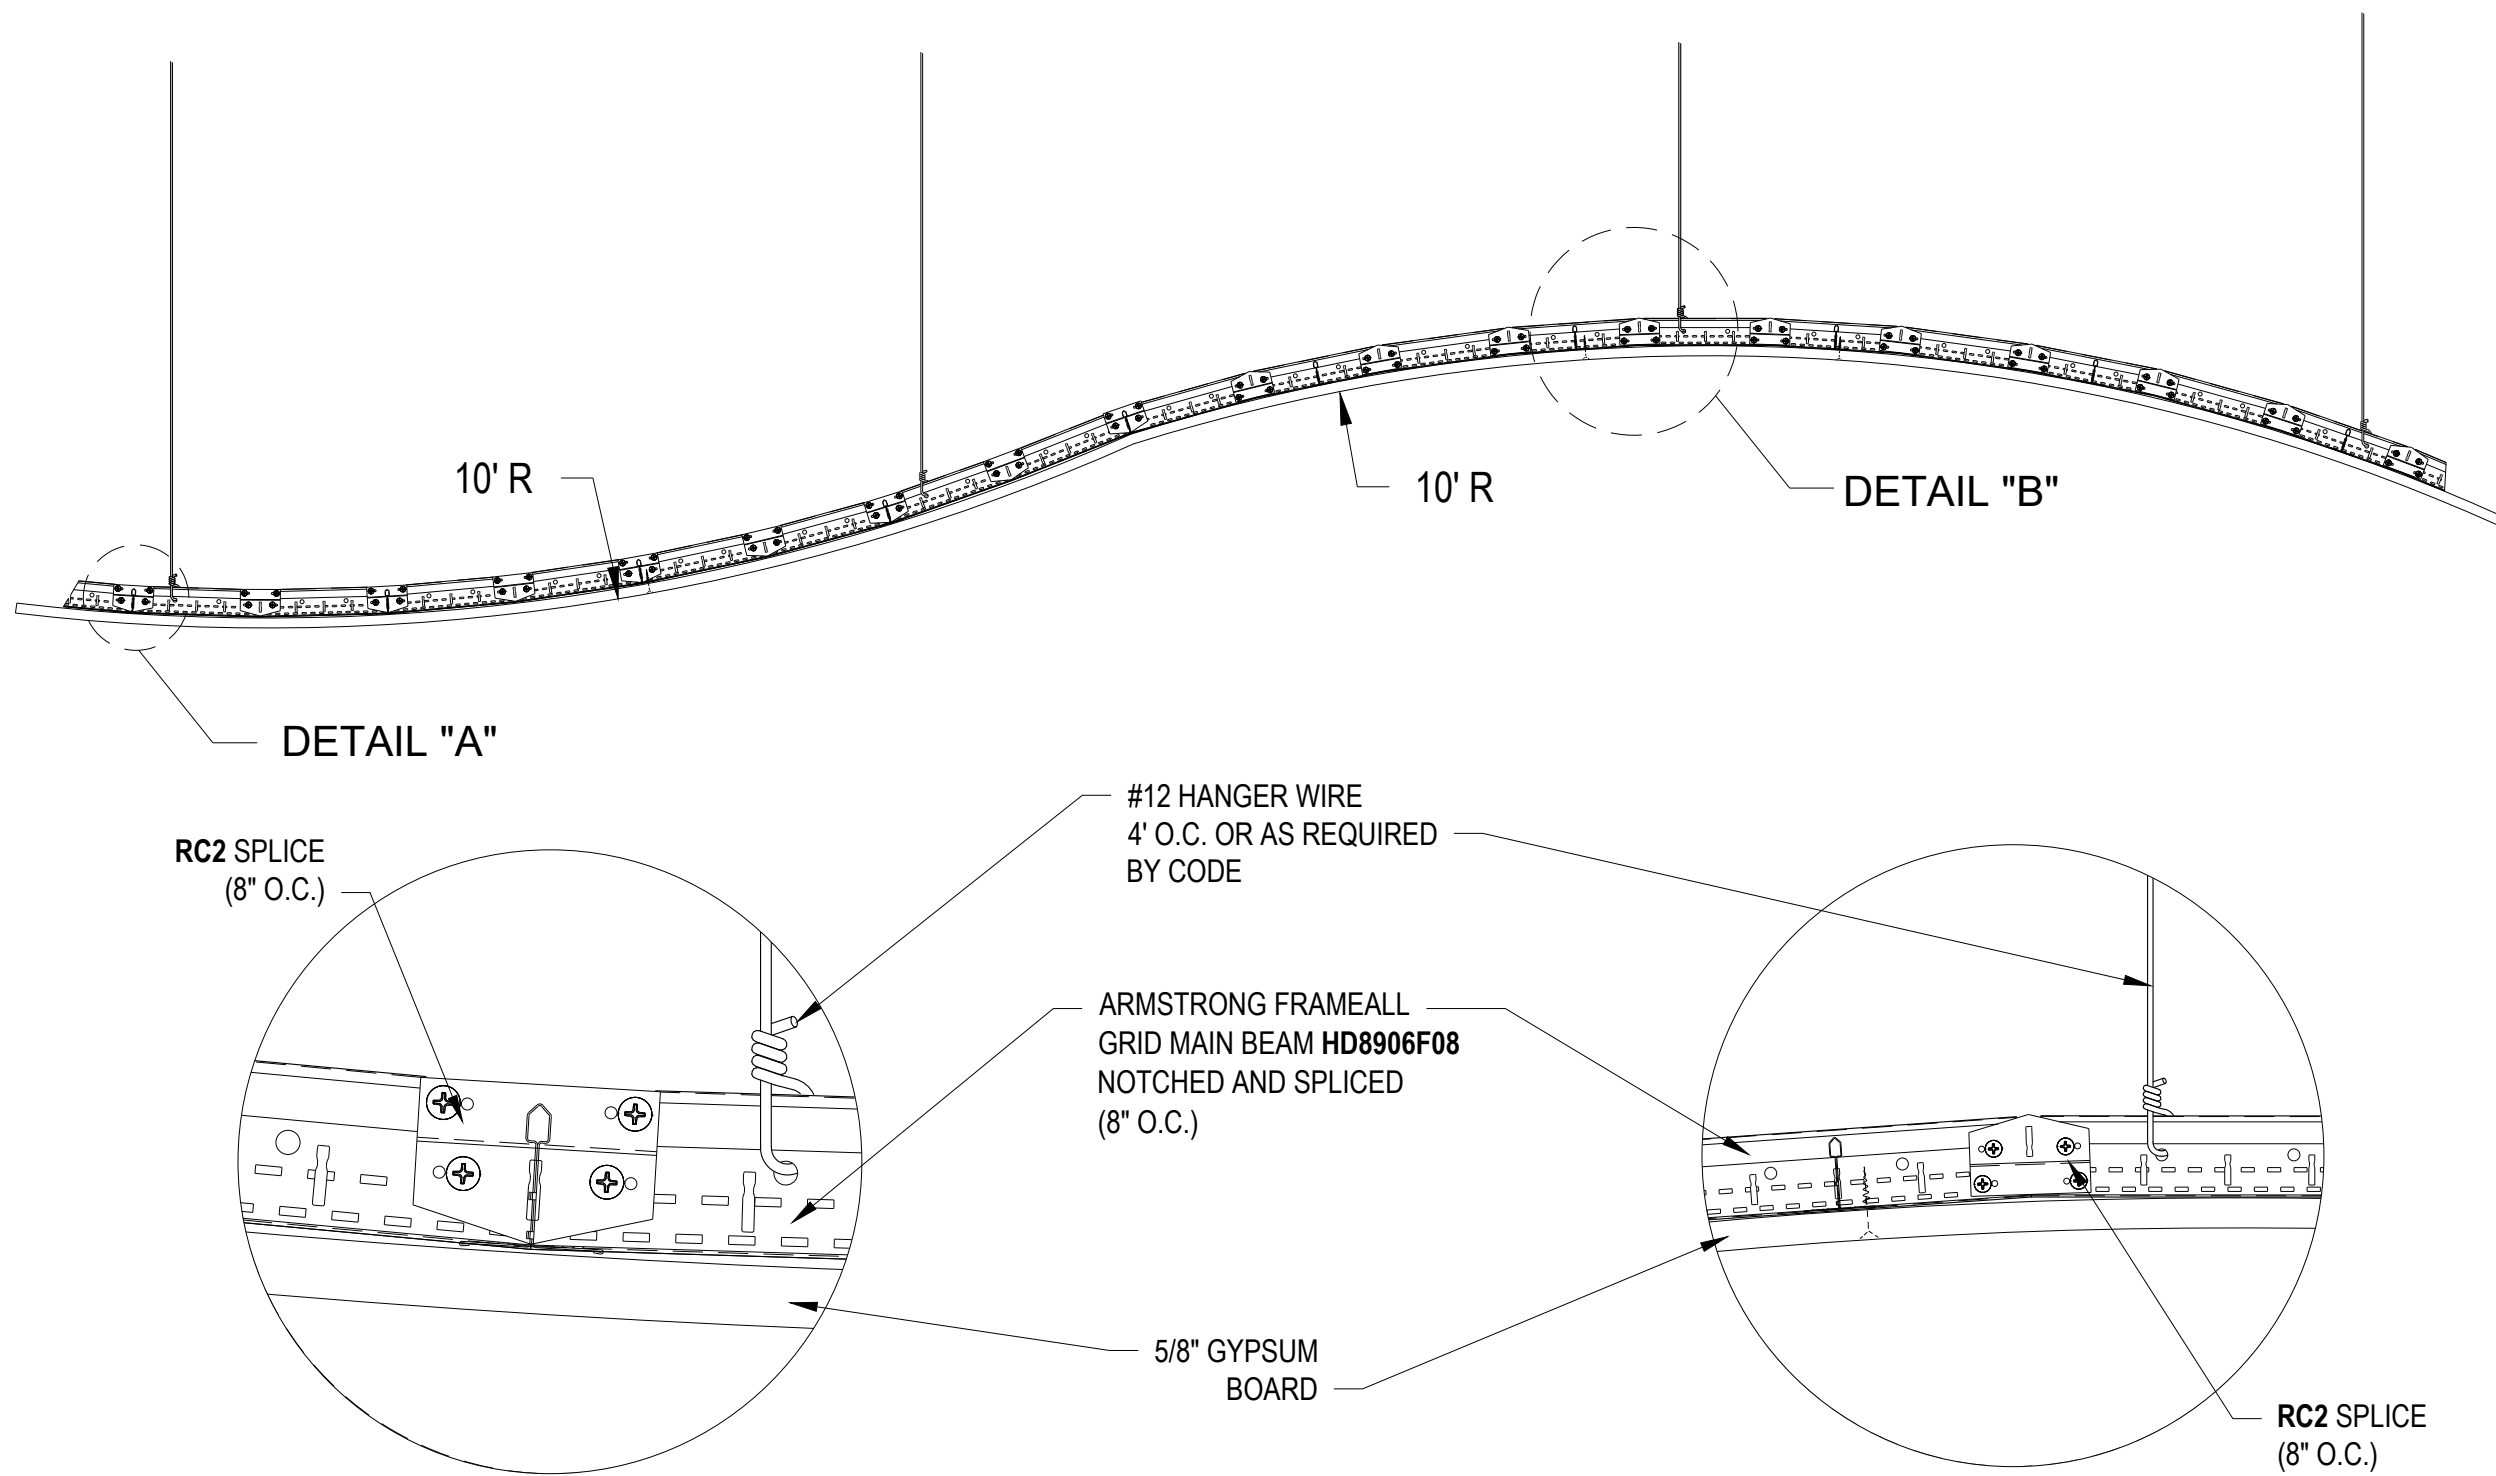 10' R
10' R
DETAIL "B"
DETAIL "A"
#12 HANGER WIRE
4' O.C. OR AS REQUIRED
BY CODE
RC2 SPLICE
(8" O.C.)
ARMSTRONG FRAMEALL
GRID MAIN BEAM HD8906F08
NOTCHED AND SPLICED
(8" O.C.)
5/8" GYPSUM
BOARD
RC2 SPLICE
(8" O.C.)